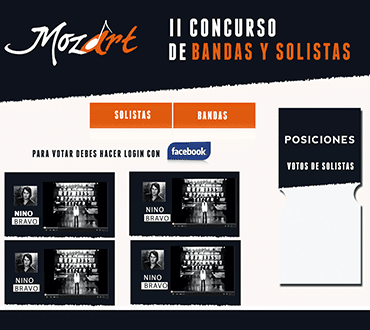 Mozart
II CONCURSO
DE BANDAS Y SOLISTAS
SOLISTAS
BANDAS
PARA VOTAR DEBES HACER LOGIN CON facebook
POSICIONES
VOTOS DE SOLISTAS
NINO
BRAVO
NINO
BRAVO
NINO
BRAVO
NINO
BRAVO